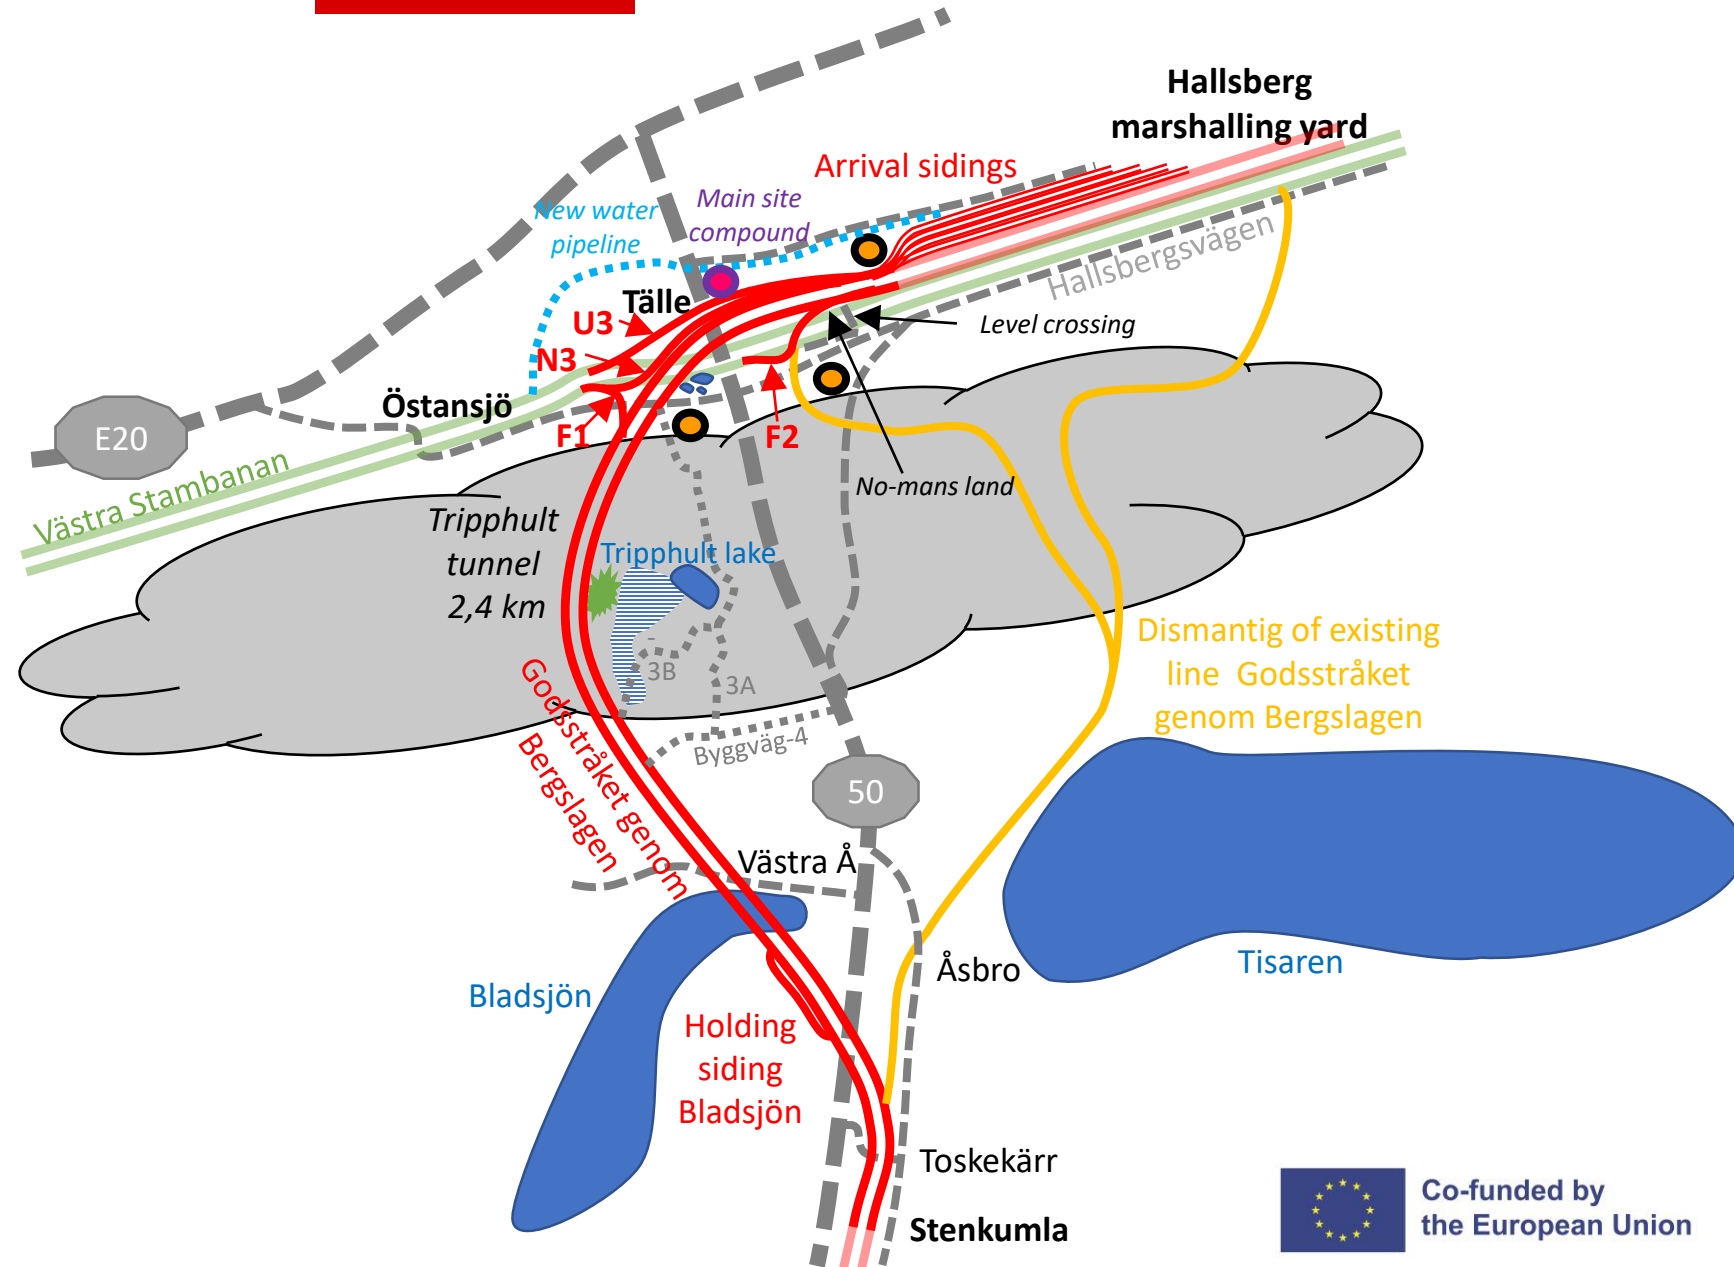 Hallsberg
marshalling yard
Arrival sidings
New water
pipeline
Main site
compound
Hallsbergsvägen
Tälle
U3
Level crossing
N3
Östansjö
E20
F1
F2
Västra Stambanan
No-mans land
Tripphult
tunnel
2,4 km
Tripphult lake
3B
3A
Dismantig of existing
line Godsstråket
genom Bergslagen
Godsstråket genom
Bergslagen
Byggväg-4
50
Västra Å
Åsbro
Tisaren
Bladsjön
Holding
siding
Bladsjön
Toskekärr
Stenkumla
Co-funded by
the European Union